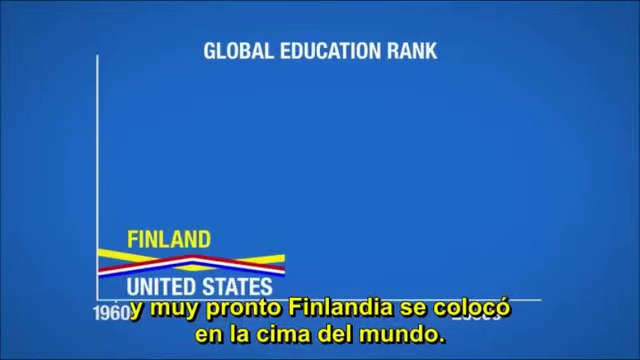 GLOBAL EDUCATION RANK
FINLAND
UNITED STATES
1960
y muy pronto Finlandia se colocó
en la cima del mundo.